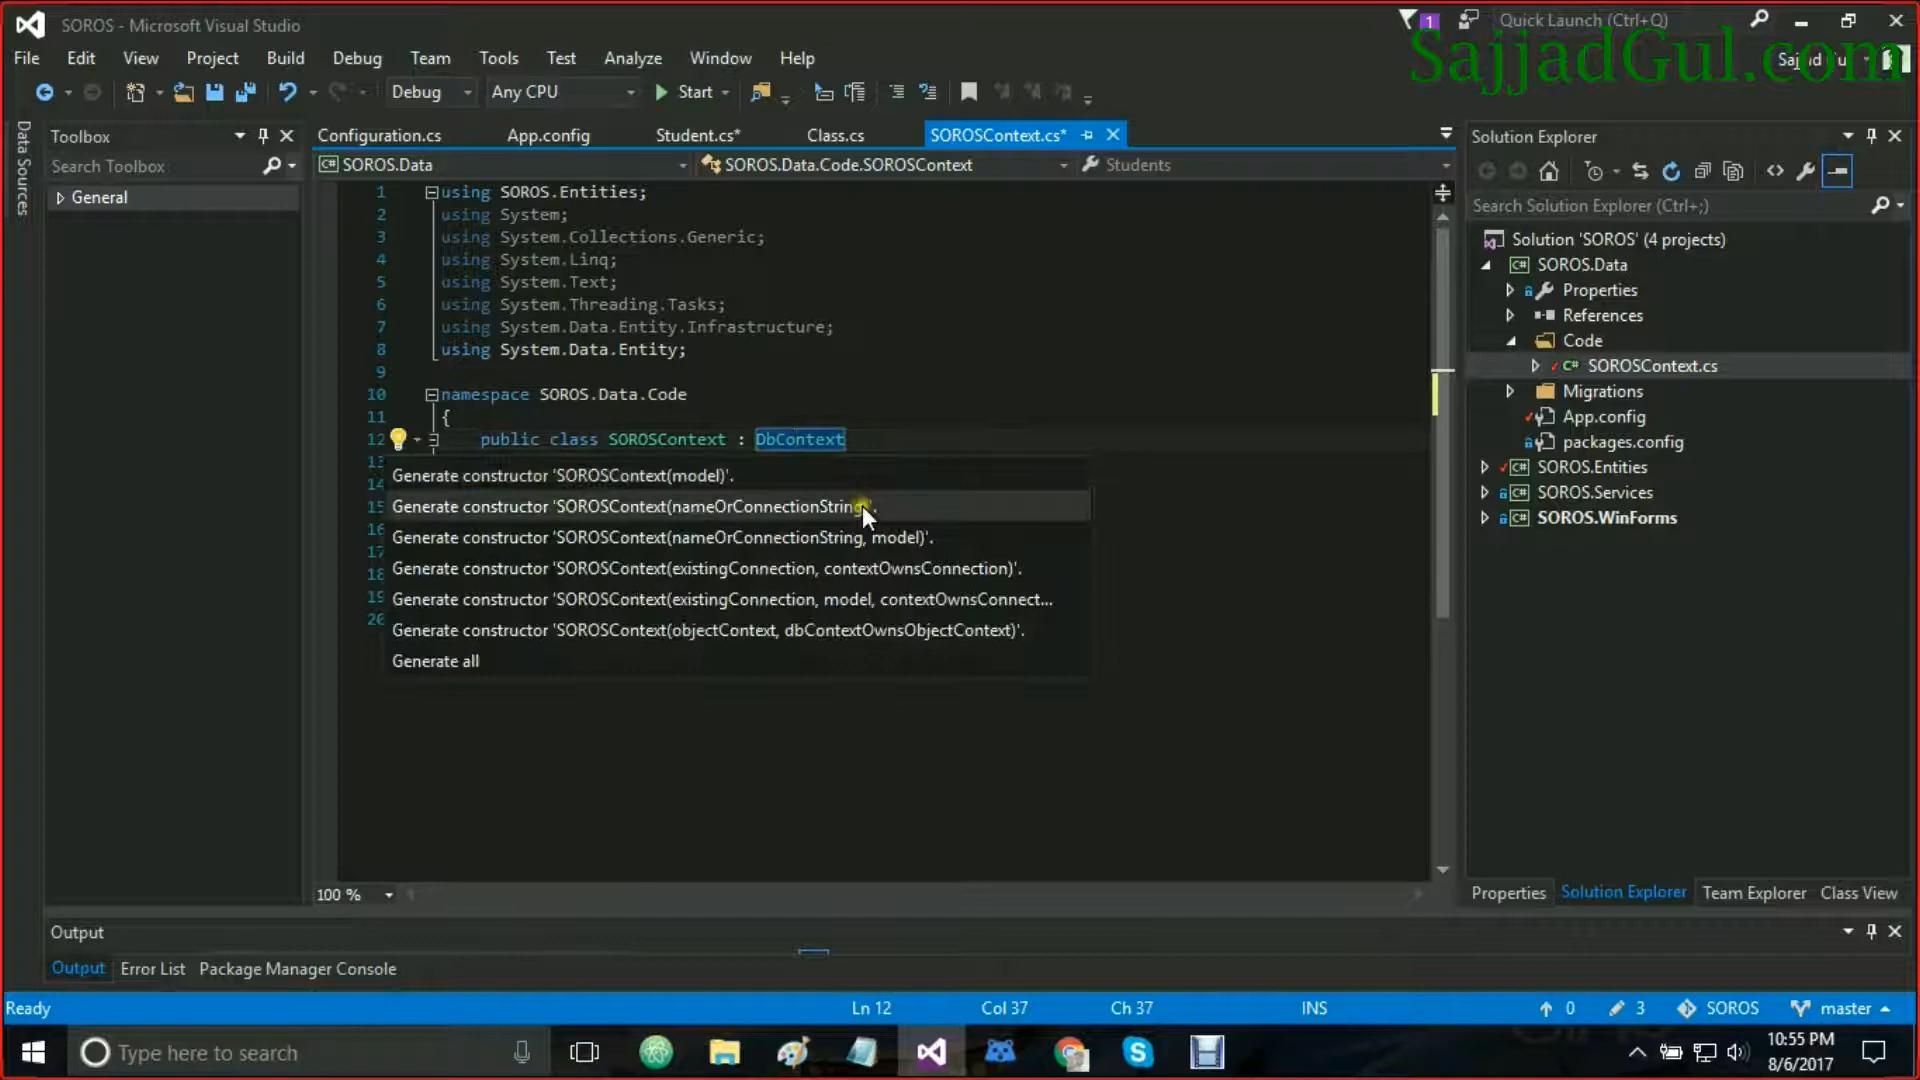 SOROS - Microsoft Visual Studio
1
Quick Launch (Ctrl+Q)
SajjadGul.com
File Edit View Project Build Debug Team Tools Test Analyze Window Help
Debug Any CPU Start
Data Sources
Toolbox
Search Toolbox
General
Configuration.cs App.config Student.cs* Class.cs SOROSContext.cs*
SOROS.Data SOROS.Data.Code.SOROSContext Students
1 using SOROS.Entities;
2 using System;
3 using System.Collections.Generic;
4 using System.Linq;
5 using System.Text;
6 using System.Threading.Tasks;
7 using System.Data.Entity.Infrastructure;
8 using System.Data.Entity;
9
10 namespace SOROS.Data.Code
11 {
12 public class SOROSContext : DbContext
Generate constructor 'SOROSContext(model)'.
Generate constructor 'SOROSContext(nameOrConnectionString)'.
Generate constructor 'SOROSContext(nameOrConnectionString, model)'.
Generate constructor 'SOROSContext(existingConnection, contextOwnsConnection)'.
Generate constructor 'SOROSContext(existingConnection, model, contextOwnsConnect...
Generate constructor 'SOROSContext(objectContext, dbContextOwnsObjectContext)'.
Generate all
100 %
Solution Explorer
Search Solution Explorer (Ctrl+;)
Solution 'SOROS' (4 projects)
SOROS.Data
Properties
References
Code
SOROSContext.cs
Migrations
App.config
packages.config
SOROS.Entities
SOROS.Services
SOROS.WinForms
Properties Solution Explorer Team Explorer Class View
Output
Output Error List Package Manager Console
Ready Ln 12 Col 37 Ch 37 INS 0 3 SOROS master
Type here to search
10:55 PM
8/6/2017